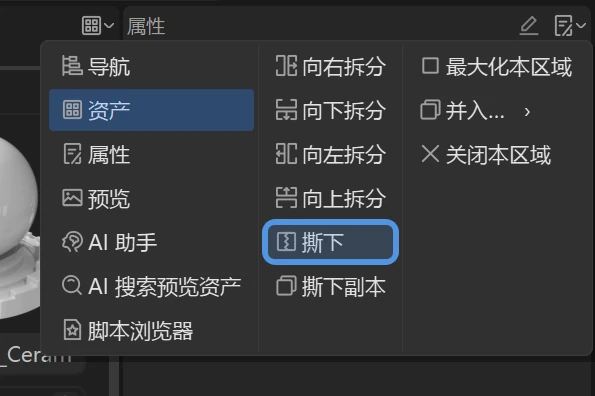 属性
导航
资产
属性
预览
AI 助手
AI 搜索预览资产
脚本浏览器
向右拆分
向下拆分
向左拆分
向上拆分
撕下
撕下副本
最大化本区域
并入... ›
关闭本区域
_Ceram